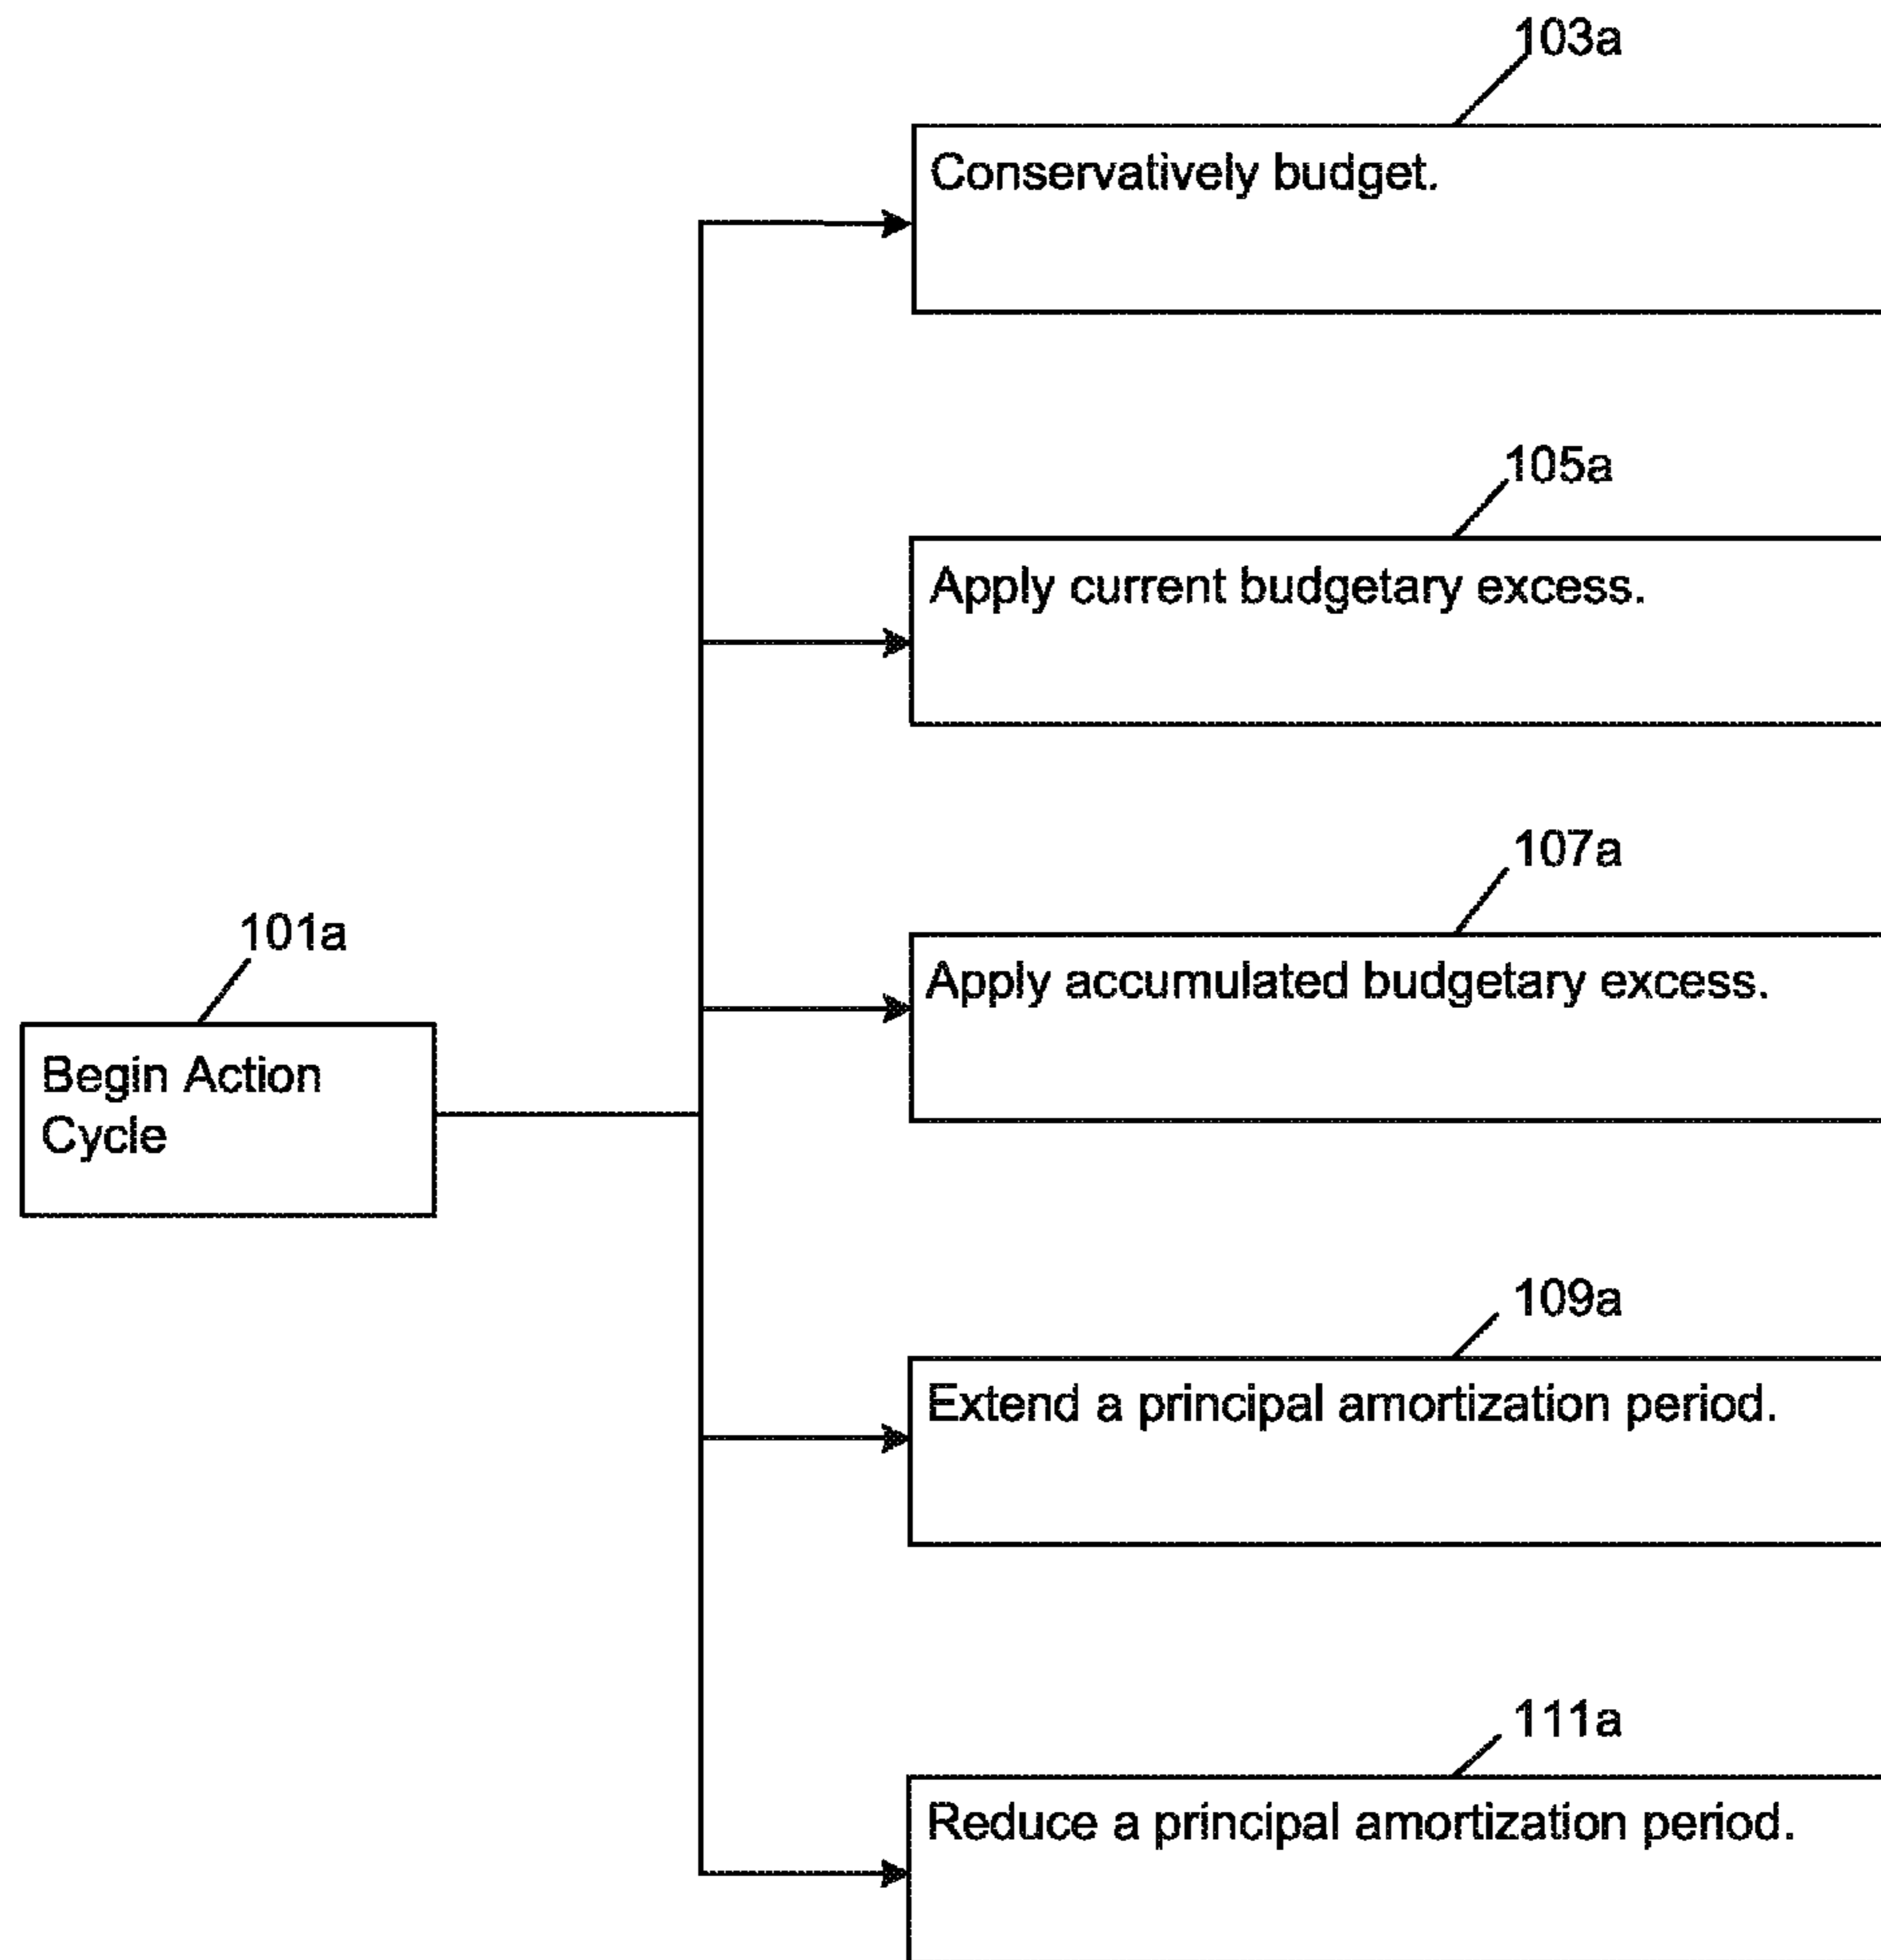 103a
Conservatively budget.
105a
Apply current budgetary excess.
107a
Apply accumulated budgetary excess.
101a
Begin Action
Cycle
109a
Extend a principal amortization period.
111a
Reduce a principal amortization period.